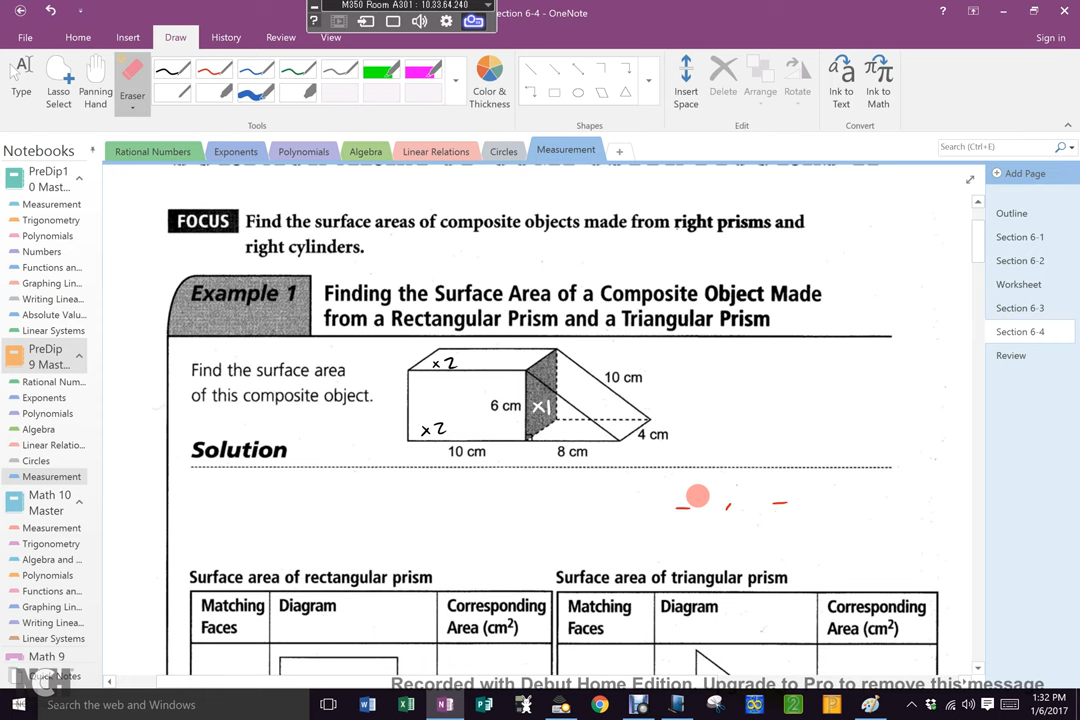 M350 Room A301 : 10.33.64.240
Section 6-4 - OneNote
File Home Insert Draw History Review View
Sign in
Type
Lasso Select
Panning Hand
Eraser
Color & Thickness
Insert Space
Delete
Arrange
Rotate
Ink to Text
Ink to Math
Tools
Shapes
Edit
Convert
Notebooks
Rational Numbers Exponents Polynomials Algebra Linear Relations Circles Measurement
Search (Ctrl+E)
PreDip1
0 Mast...
Measurement
Trigonometry
Polynomials
Numbers
Functions an...
Graphing Lin...
Writing Linea...
Absolute Valu...
Linear Systems
PreDip
9 Mast...
Rational Num...
Exponents
Polynomials
Algebra
Linear Relatio...
Circles
Measurement
Math 10
Master
Measurement
Trigonometry
Algebra and ...
Polynomials
Functions an...
Graphing Lin...
Writing Linea...
Linear Systems
Math 9
Quick Notes
FOCUS Find the surface areas of composite objects made from right prisms and
right cylinders.
Example 1 Finding the Surface Area of a Composite Object Made
from a Rectangular Prism and a Triangular Prism
Find the surface area
of this composite object.
Solution
x2
x2
x1
10 cm
6 cm
4 cm
10 cm
8 cm
Surface area of rectangular prism
Surface area of triangular prism
Matching Faces
Diagram
Corresponding Area (cm²)
Matching Faces
Diagram
Corresponding Area (cm²)
Add Page
Outline
Section 6-1
Section 6-2
Worksheet
Section 6-3
Section 6-4
Review
NCH
Recorded with Debut Home Edition. Upgrade to Pro to remove this message
Search the web and Windows
1:32 PM
1/6/2017